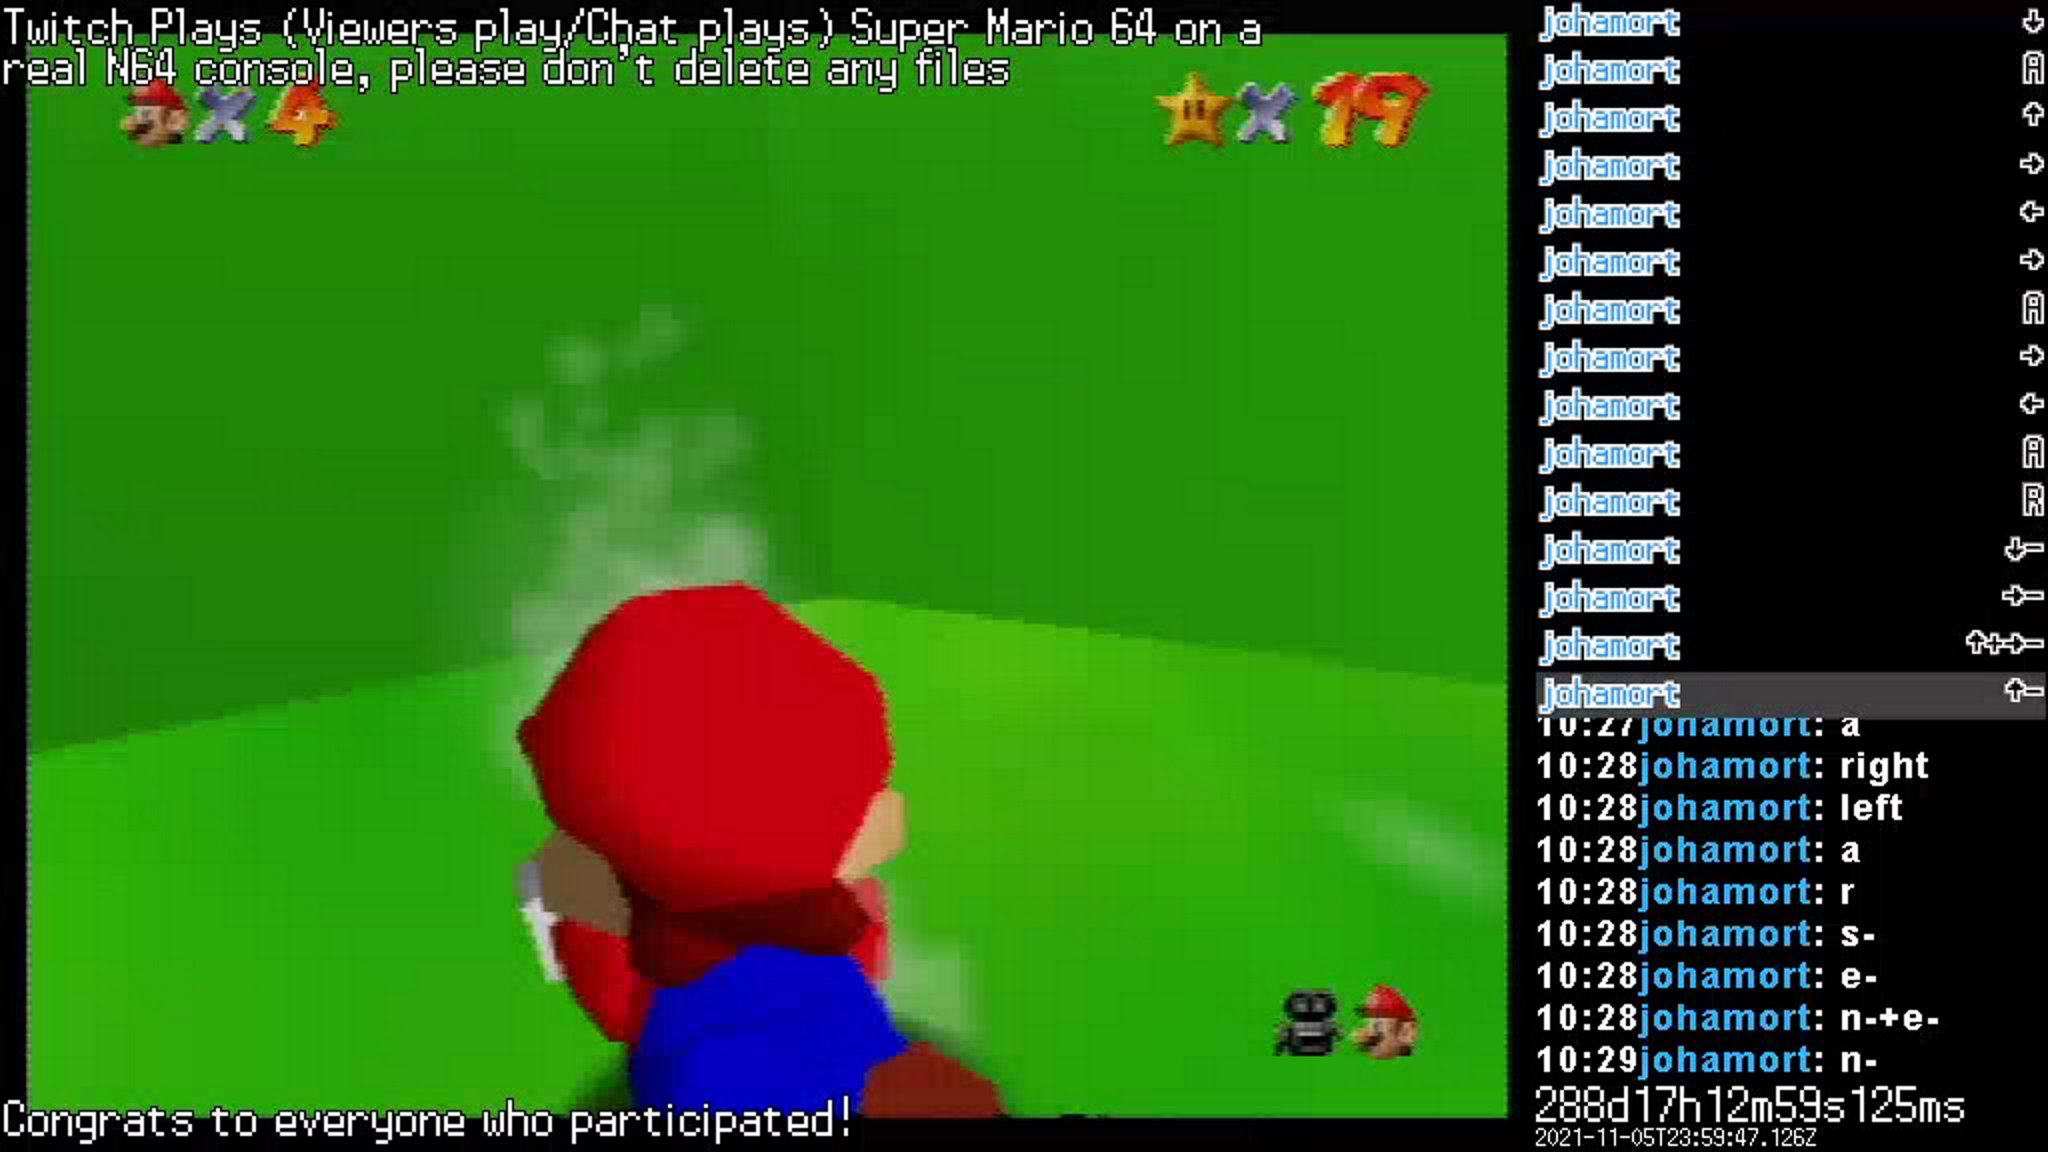 Twitch Plays (Viewers play/Chat plays) Super Mario 64 on a
real N64 console, please don't delete any files
4
19
Congrats to everyone who participated!
johamort ↓
johamort A
johamort ↑
johamort →
johamort ←
johamort →
johamort A
johamort →
johamort ←
johamort A
johamort R
johamort ↓-
johamort →-
johamort ↑+→-
johamort ↑-
10:27johamort: a
10:28johamort: right
10:28johamort: left
10:28johamort: a
10:28johamort: r
10:28johamort: s-
10:28johamort: e-
10:28johamort: n-+e-
10:29johamort: n-
288d17h12m59s125ms
2021-11-05T23:59:47.126Z